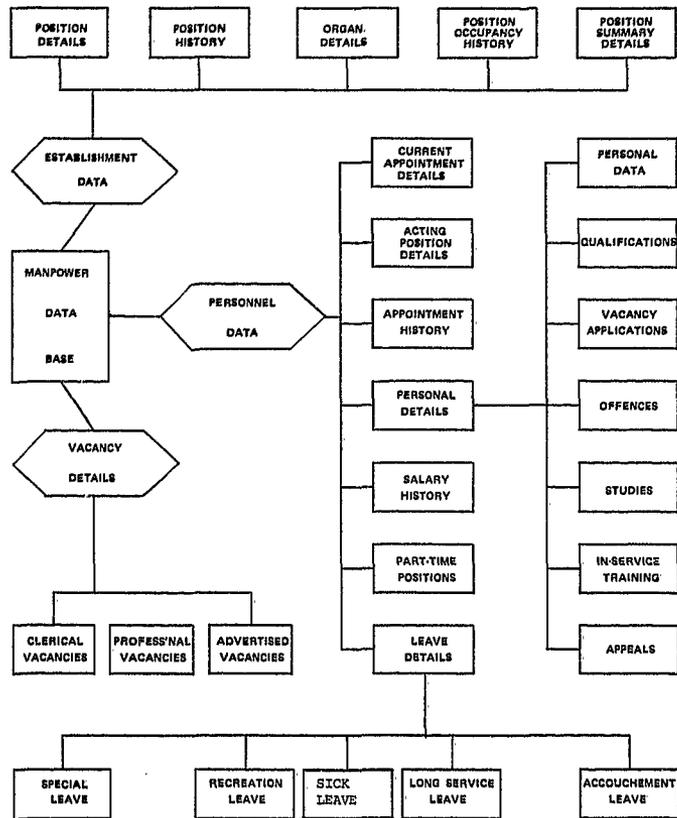 POSITION
DETAILS
POSITION
HISTORY
ORGAN.
DETAILS
POSITION
OCCUPANCY
HISTORY
POSITION
SUMMARY
DETAILS
ESTABLISHMENT
DATA
MANPOWER
DATA
BASE
PERSONNEL
DATA
VACANCY
DETAILS
CLERICAL
VACANCIES
PROFESS'NAL
VACANCIES
ADVERTISED
VACANCIES
CURRENT
APPOINTMENT
DETAILS
ACTING
POSITION
DETAILS
APPOINTMENT
HISTORY
PERSONAL
DETAILS
SALARY
HISTORY
PART-TIME
POSITIONS
LEAVE
DETAILS
PERSONAL
DATA
QUALIFICATIONS
VACANCY
APPLICATIONS
OFFENCES
STUDIES
IN-SERVICE
TRAINING
APPEALS
SPECIAL
LEAVE
RECREATION
LEAVE
SICK
LEAVE
LONG SERVICE
LEAVE
ACCOUCHEMENT
LEAVE